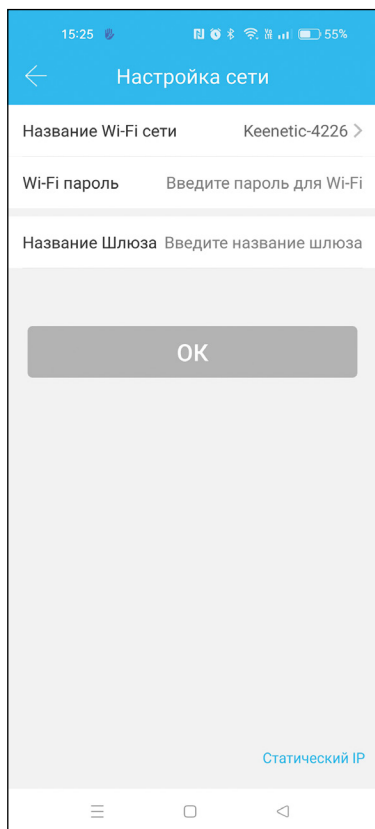 15:25 55%
Настройка сети
Название Wi-Fi сети Keenetic-4226
Wi-Fi пароль Введите пароль для Wi-Fi
Название Шлюза Введите название шлюза
ОК
Статический IP